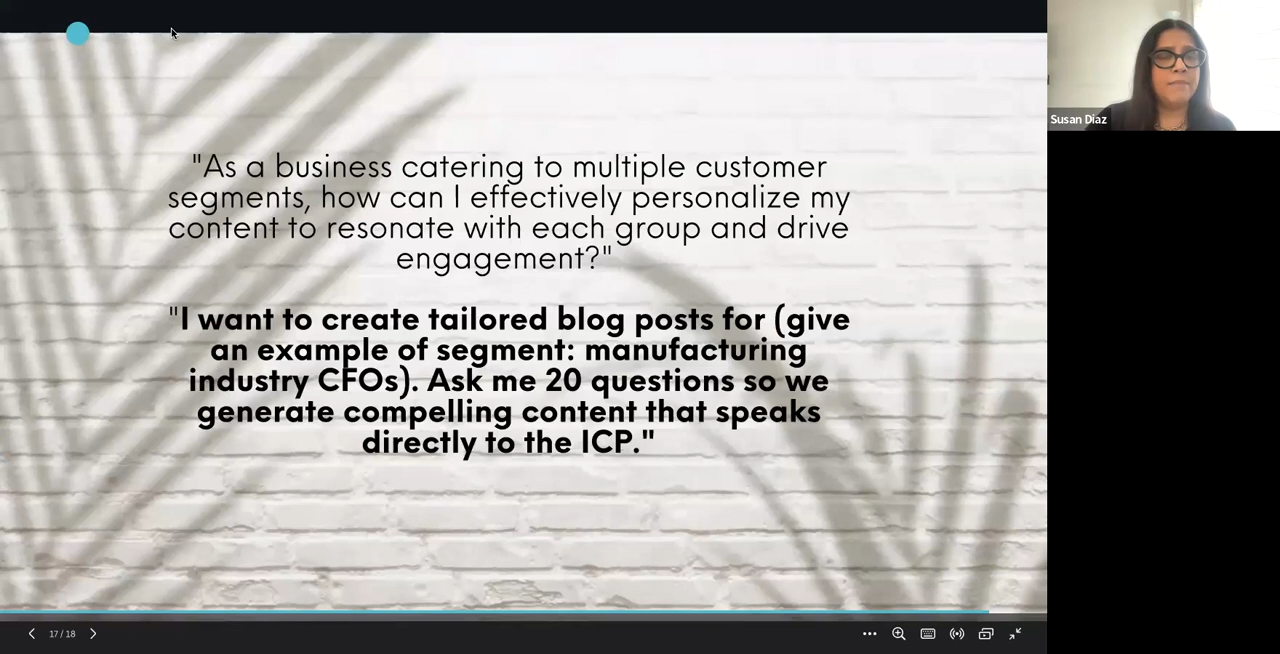 "As a business catering to multiple customer
segments, how can I effectively personalize my
content to resonate with each group and drive
engagement?"
"I want to create tailored blog posts for (give
an example of segment: manufacturing
industry CFOs). Ask me 20 questions so we
generate compelling content that speaks
directly to the ICP."
Susan Diaz
17 / 18